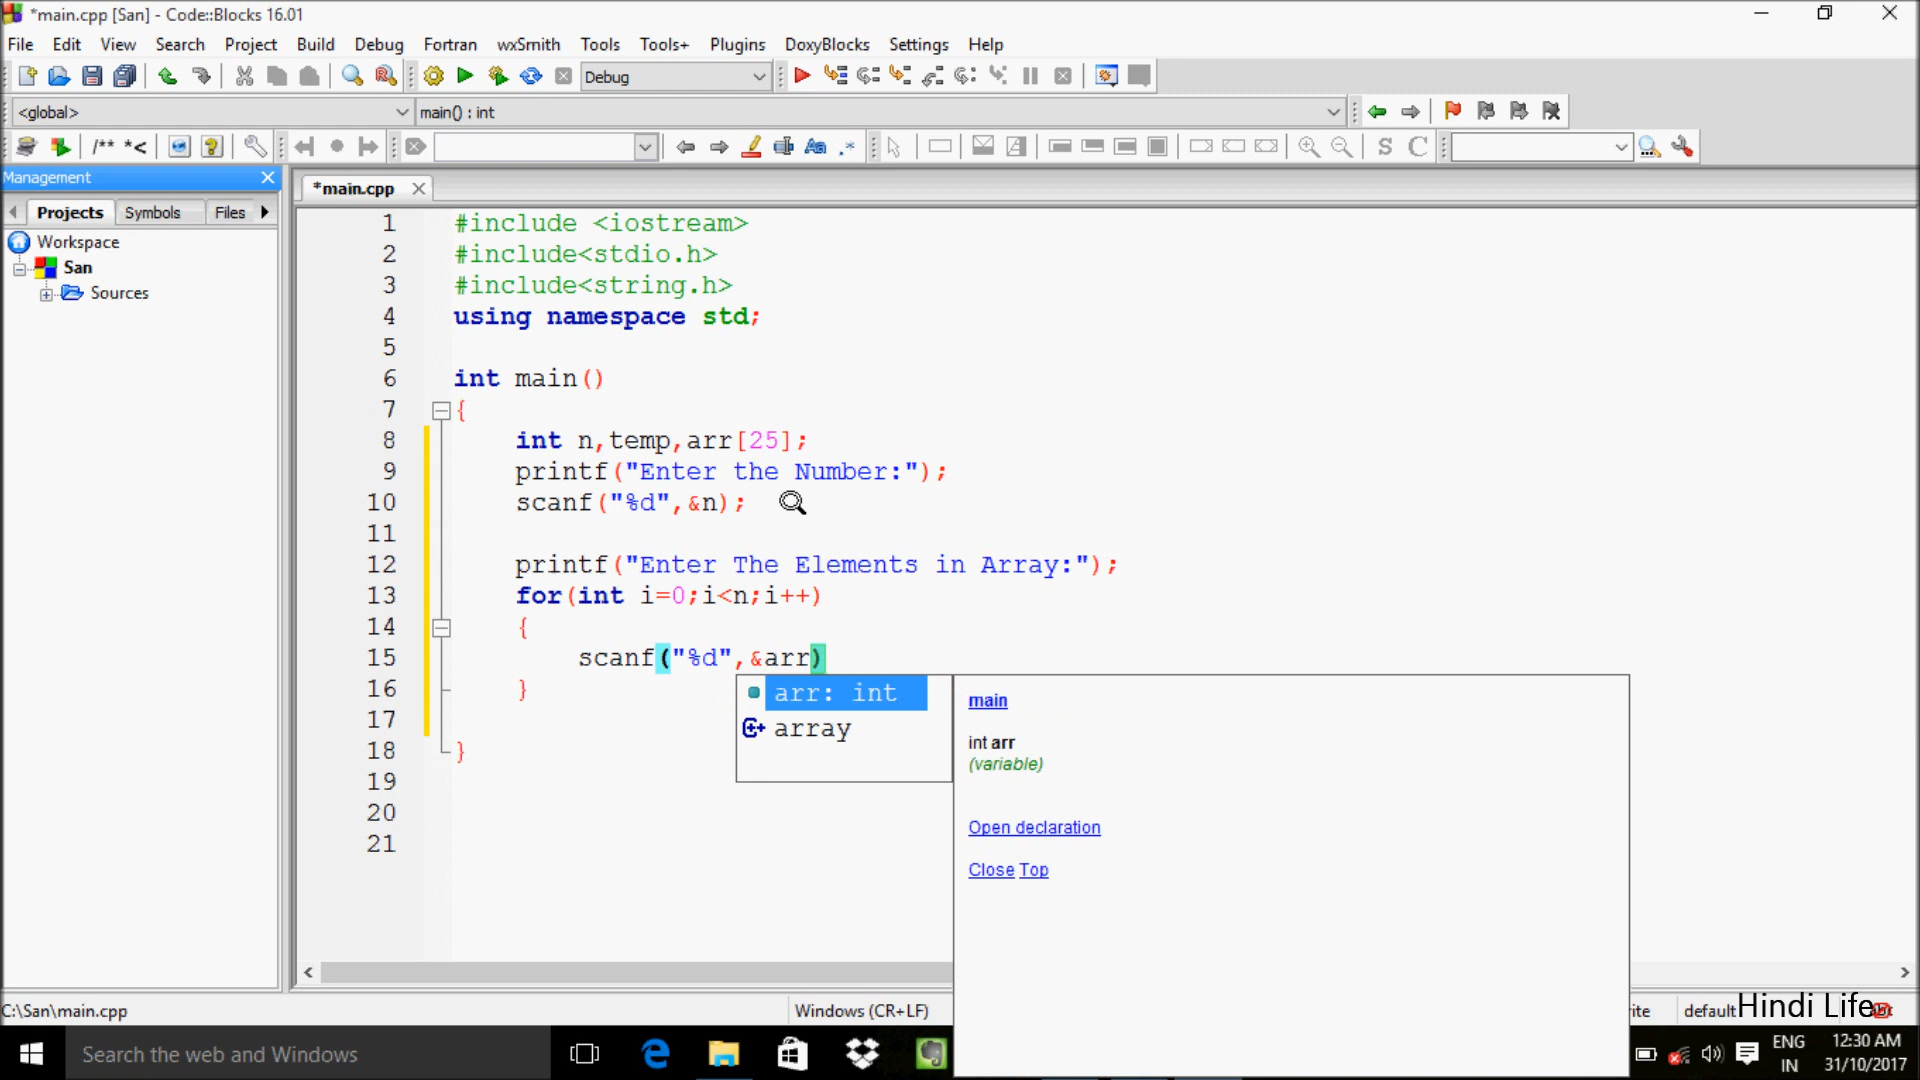 *main.cpp [San] - Code::Blocks 16.01
File Edit View Search Project Build Debug Fortran wxSmith Tools Tools+ Plugins DoxyBlocks Settings Help
Debug
<global> main() : int
/** *<
S C
Management
Projects Symbols Files
*main.cpp
Workspace
San
Sources
1 #include <iostream>
2 #include<stdio.h>
3 #include<string.h>
4 using namespace std;
5
6 int main()
7 {
8 int n,temp,arr[25];
9 printf("Enter the Number:");
10 scanf("%d",&n);
11
12 printf("Enter The Elements in Array:");
13 for(int i=0;i<n;i++)
14 {
15 scanf("%d",&arr)
16 }
17
18 }
19
20
21
arr: int
array
main
int arr
(variable)
Open declaration
Close Top
C:\San\main.cpp Windows (CR+LF) ite default
Hindi Life
Search the web and Windows
ENG
IN
12:30 AM
31/10/2017